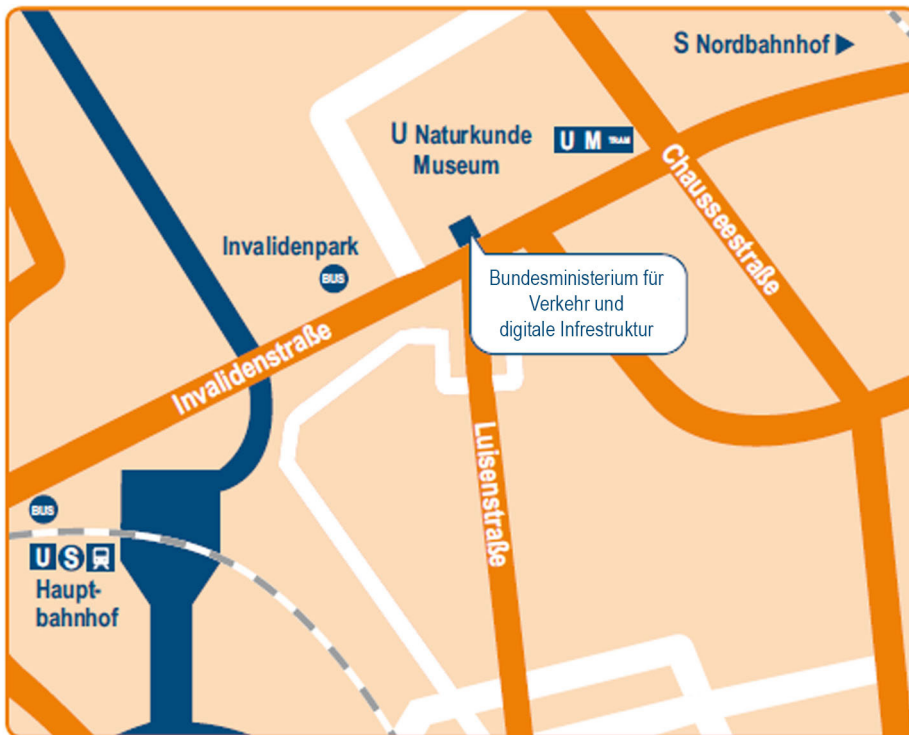 S Nordbahnhof ▶
U Naturkunde
Museum
U M TRAM
Chausseestraße
Invalidenpark
BUS
Bundesministerium für
Verkehr und
digitale Infrestruktur
Invalidenstraße
Luisenstraße
BUS
U S
Haupt-
bahnhof